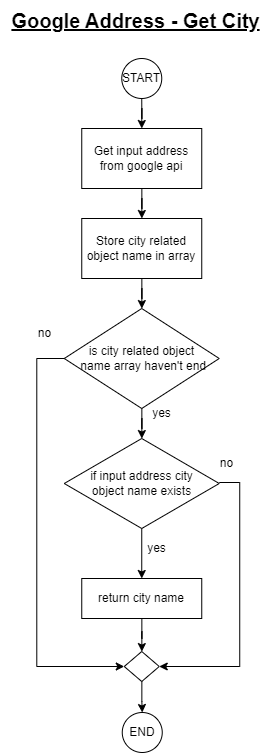 Google Address - Get City
START
Get input address
from google api
Store city related
object name in array
no
is city related object
name array haven't end
yes
no
if input address city
object name exists
yes
return city name
END